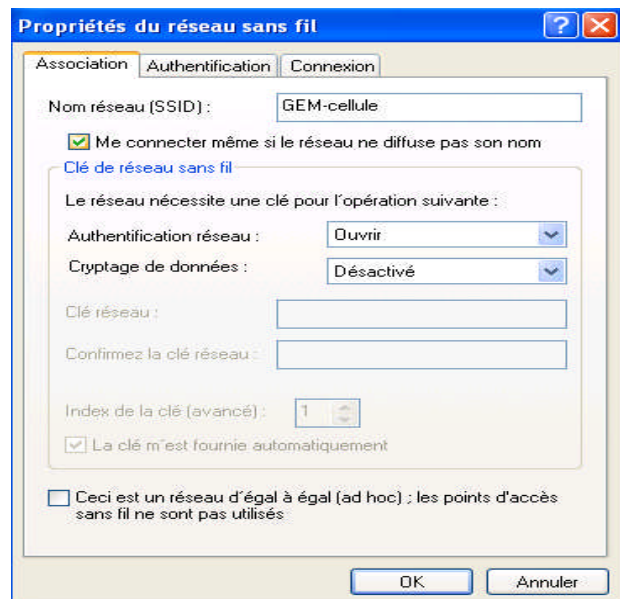 Propriétés du réseau sans fil
Association Authentification Connexion
Nom réseau (SSID) : GEM-cellule
Me connecter même si le réseau ne diffuse pas son nom
Clé de réseau sans fil
Le réseau nécessite une clé pour l'opération suivante :
Authentification réseau : Ouvrir
Cryptage de données : Désactivé
Clé réseau :
Confirmez la clé réseau :
Index de la clé (avancé) : 1
La clé m'est fournie automatiquement
Ceci est un réseau d'égal à égal (ad hoc) ; les points d'accès
sans fil ne sont pas utilisés
OK Annuler